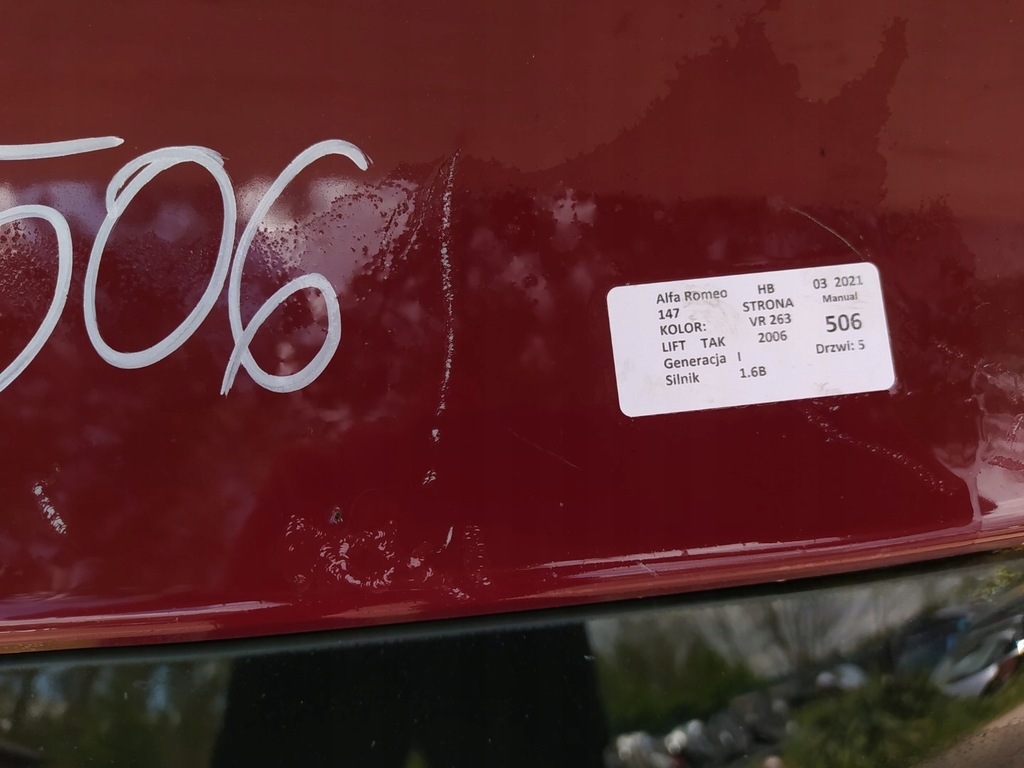 506
Alfa Romeo HB 03 2021
147 STRONA Manual
KOLOR: VR 263 506
LIFT TAK 2006
Generacja I Drzwi: 5
Silnik 1.6B